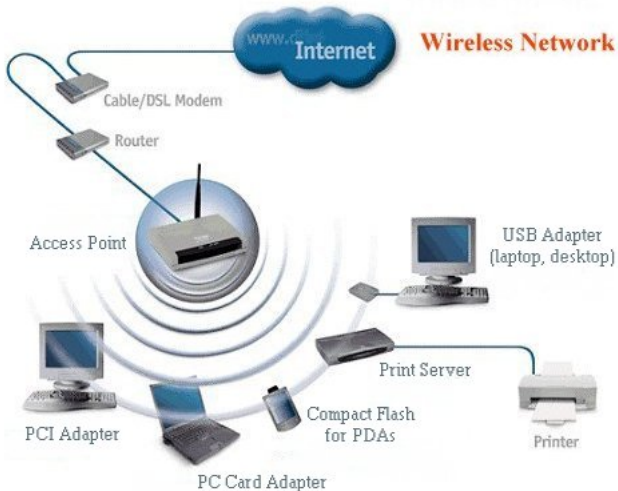 Wireless Network
Internet
Cable/DSL Modem
Router
Access Point
USB Adapter
(laptop, desktop)
Print Server
Printer
PCI Adapter
PC Card Adapter
Compact Flash
for PDAs